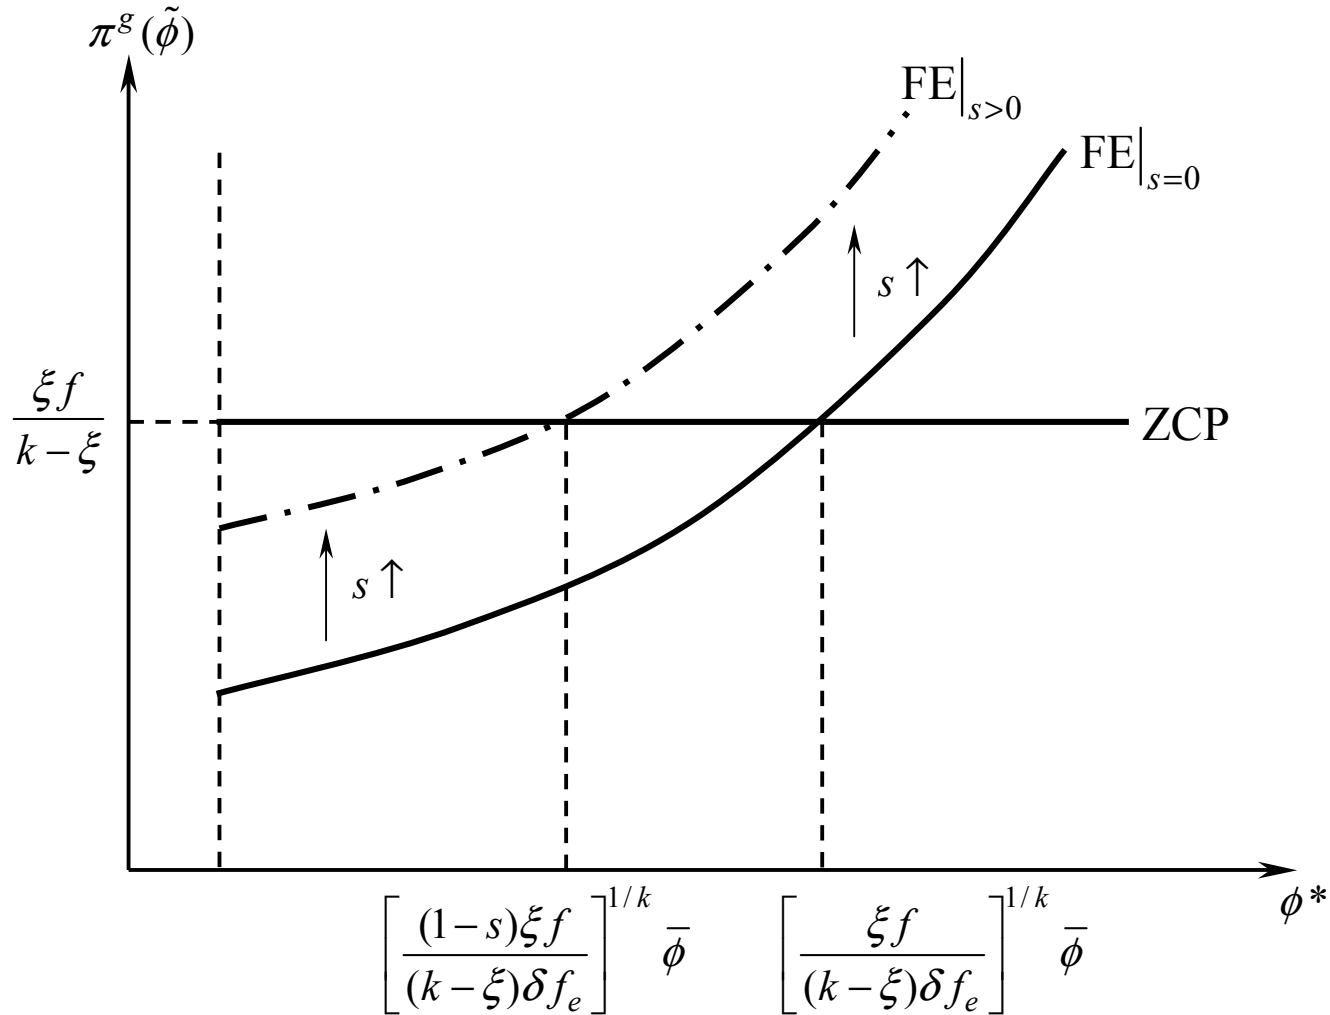 π^g(φ̃)
FE|_{s>0}
FE|_{s=0}
s ↑
ξf / (k − ξ)
ZCP
s ↑
φ*
[(1−s)ξf / ((k−ξ)δf_e)]^{1/k} φ̄
[ξf / ((k−ξ)δf_e)]^{1/k} φ̄